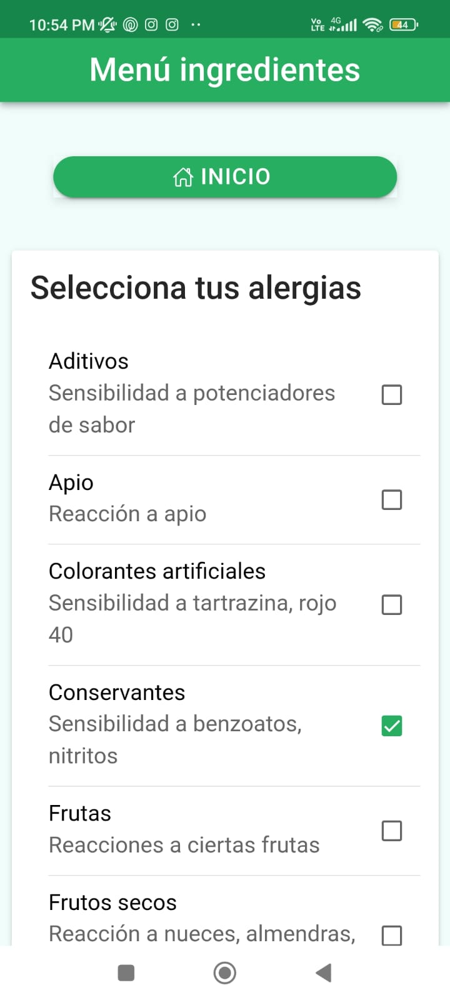 10:54 PM
Vo
LTE
4G
44
Menú ingredientes
INICIO
Selecciona tus alergias
Aditivos
Sensibilidad a potenciadores
de sabor
Apio
Reacción a apio
Colorantes artificiales
Sensibilidad a tartrazina, rojo
40
Conservantes
Sensibilidad a benzoatos,
nitritos
Frutas
Reacciones a ciertas frutas
Frutos secos
Reacción a nueces, almendras,